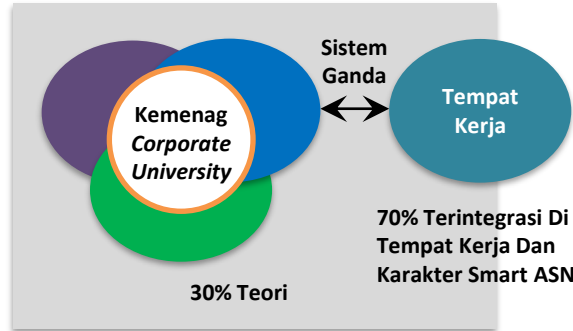 Sistem
Ganda
Kemenag
Corporate
University
Tempat
Kerja
30% Teori
70% Terintegrasi Di
Tempat Kerja Dan
Karakter Smart ASN